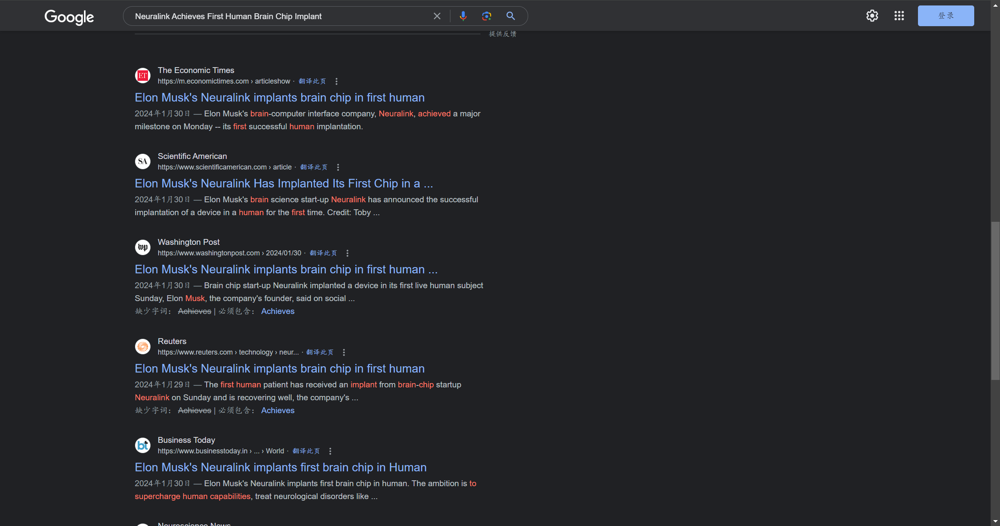 Google
Neuralink Achieves First Human Brain Chip Implant
登录
提供反馈
ET
The Economic Times
https://m.economictimes.com › articleshow · 翻译此页
Elon Musk's Neuralink implants brain chip in first human
2024年1月30日 — Elon Musk's brain-computer interface company, Neuralink, achieved a major
milestone on Monday -- its first successful human implantation.
SA
Scientific American
https://www.scientificamerican.com › article · 翻译此页
Elon Musk's Neuralink Has Implanted Its First Chip in a ...
2024年1月30日 — Elon Musk's brain science start-up Neuralink has announced the successful
implantation of a device in a human for the first time. Credit: Toby ...
wp
Washington Post
https://www.washingtonpost.com › 2024/01/30 · 翻译此页
Elon Musk's Neuralink implants brain chip in first human ...
2024年1月30日 — Brain chip start-up Neuralink implanted a device in its first live human subject
Sunday, Elon Musk, the company's founder, said on social ...
缺少字词： Achieves | 必须包含： Achieves
Reuters
https://www.reuters.com › technology › neur... · 翻译此页
Elon Musk's Neuralink implants brain chip in first human
2024年1月29日 — The first human patient has received an implant from brain-chip startup
Neuralink on Sunday and is recovering well, the company's ...
缺少字词： Achieves | 必须包含： Achieves
bt
Business Today
https://www.businesstoday.in › ... › World · 翻译此页
Elon Musk's Neuralink implants first brain chip in Human
2024年1月30日 — Elon Musk's Neuralink implants first brain chip in human. The ambition is to
supercharge human capabilities, treat neurological disorders like ...
Neuroscience News